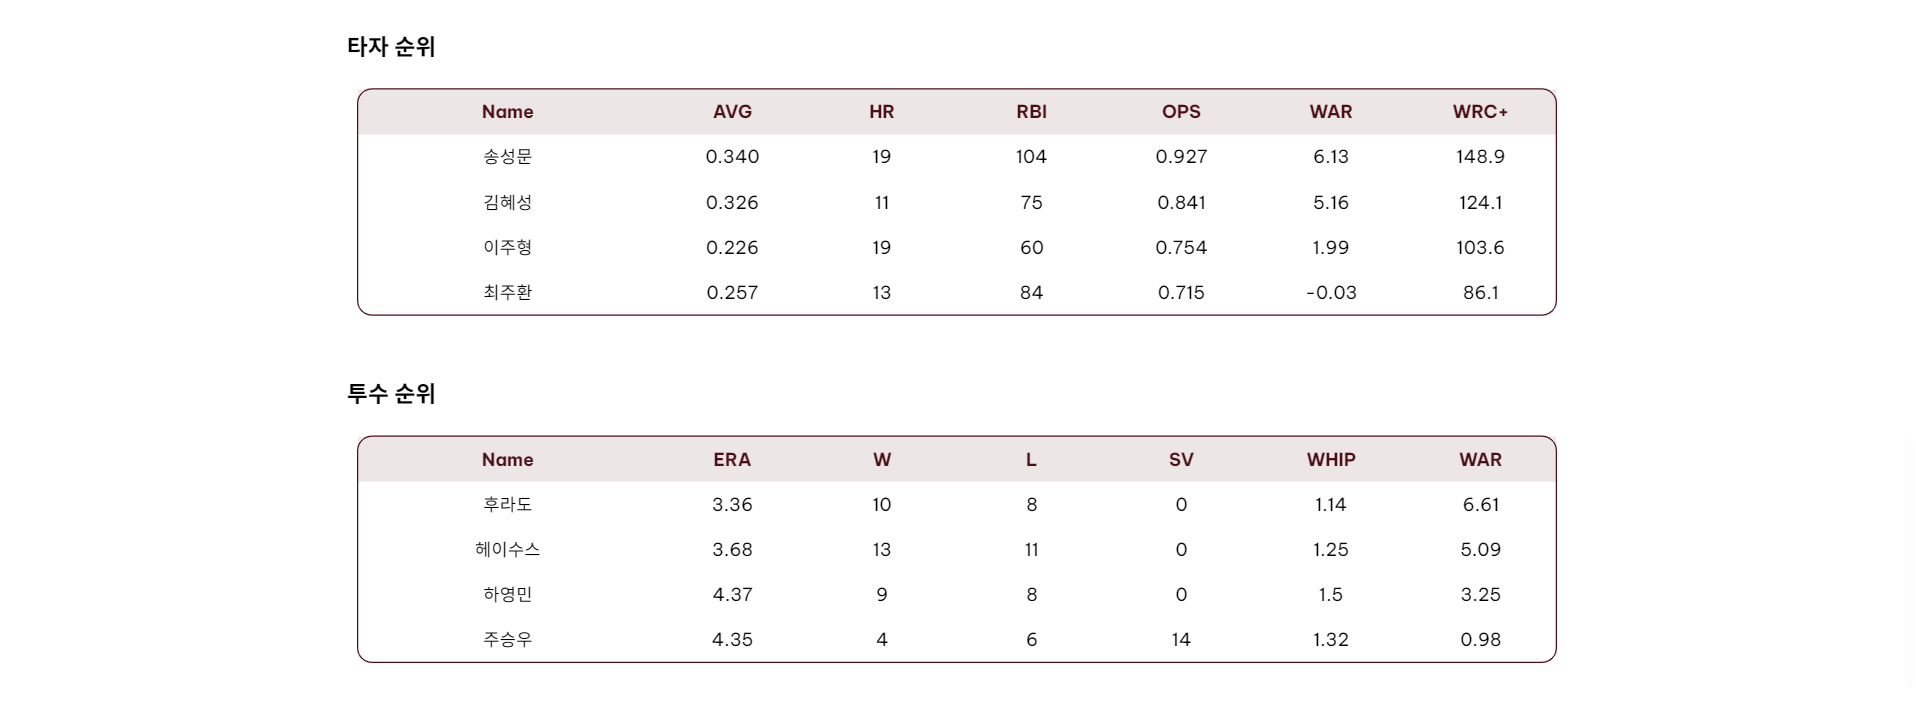 타자 순위
Name AVG HR RBI OPS WAR WRC+
송성문 0.340 19 104 0.927 6.13 148.9
김혜성 0.326 11 75 0.841 5.16 124.1
이주형 0.226 19 60 0.754 1.99 103.6
최주환 0.257 13 84 0.715 -0.03 86.1
투수 순위
Name ERA W L SV WHIP WAR
후라도 3.36 10 8 0 1.14 6.61
헤이수스 3.68 13 11 0 1.25 5.09
하영민 4.37 9 8 0 1.5 3.25
주승우 4.35 4 6 14 1.32 0.98